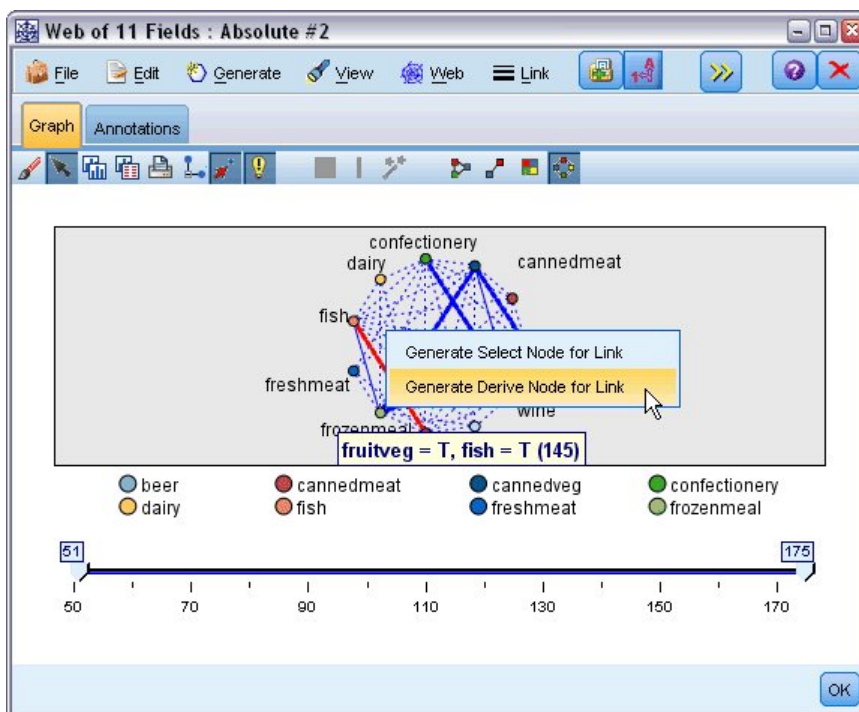 Web of 11 Fields : Absolute #2
File Edit Generate View Web Link
Graph Annotations
confectionery
dairy cannedmeat
fish
Generate Select Node for Link
freshmeat Generate Derive Node for Link
wine
frozenmeal
fruitveg = T, fish = T (145)
beer cannedmeat cannedveg confectionery
dairy fish freshmeat frozenmeal
51 175
50 70 90 110 130 150 170
OK